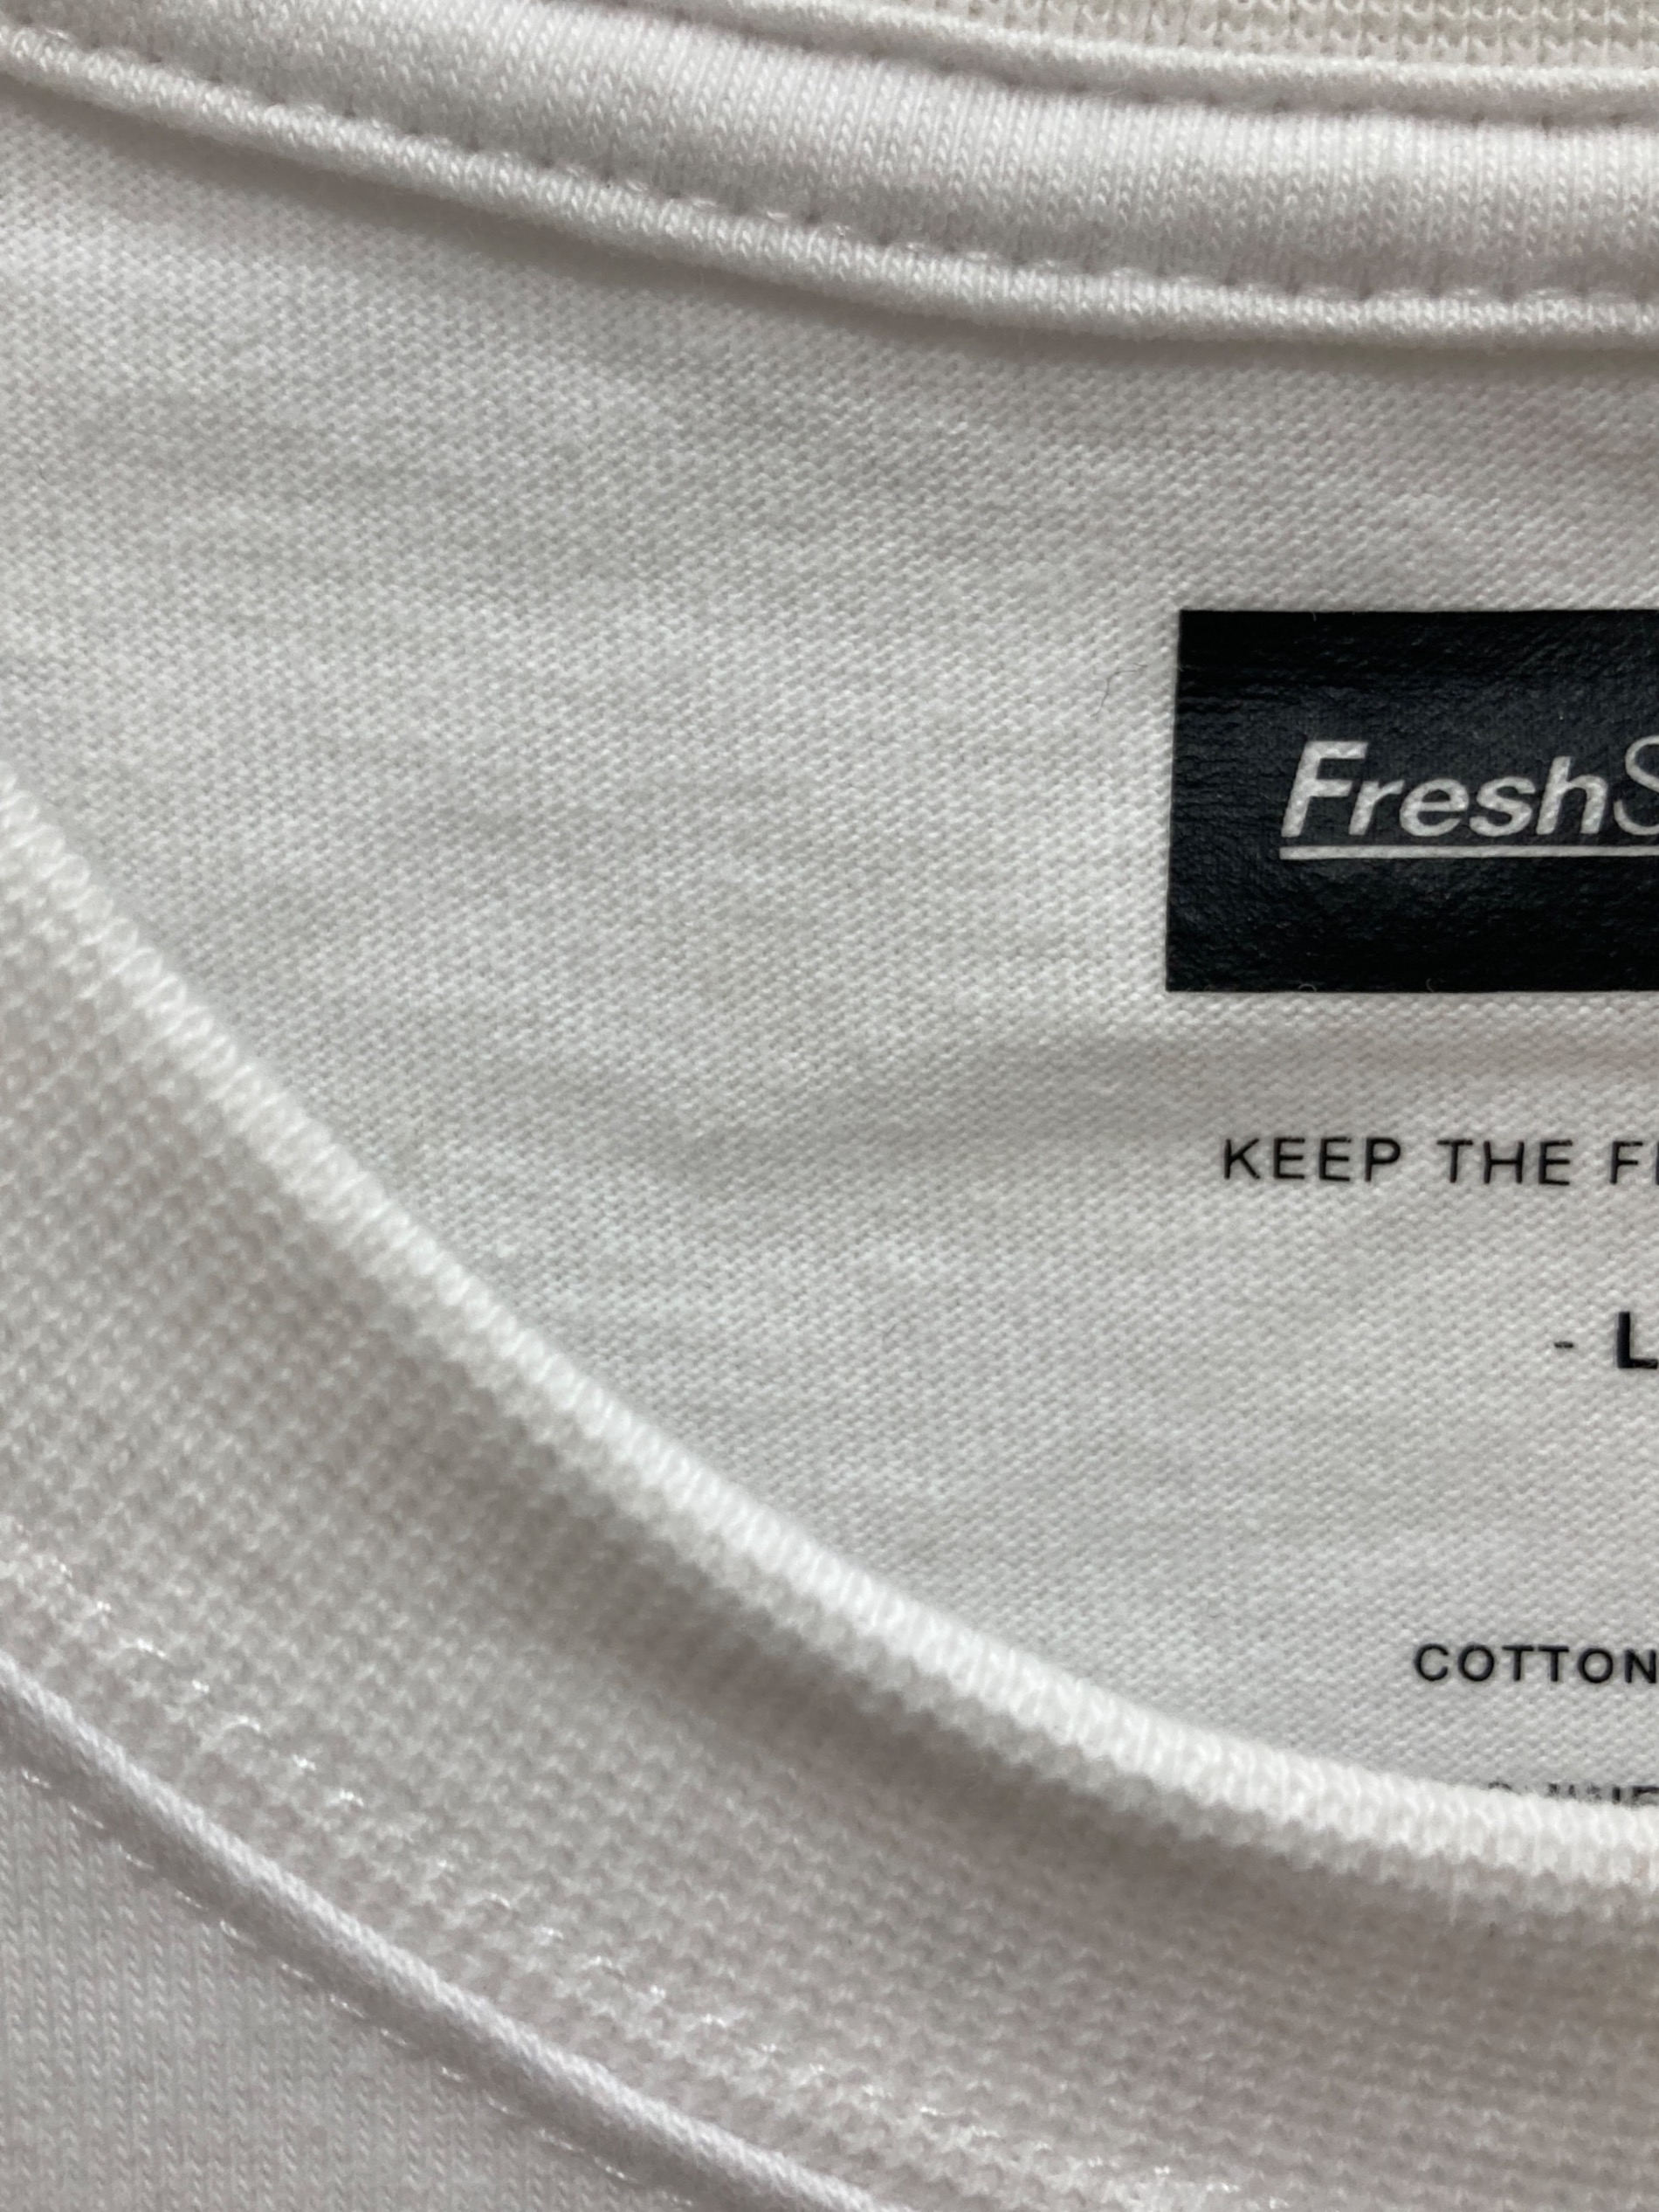 FreshS
KEEP THE F
- L
COTTON